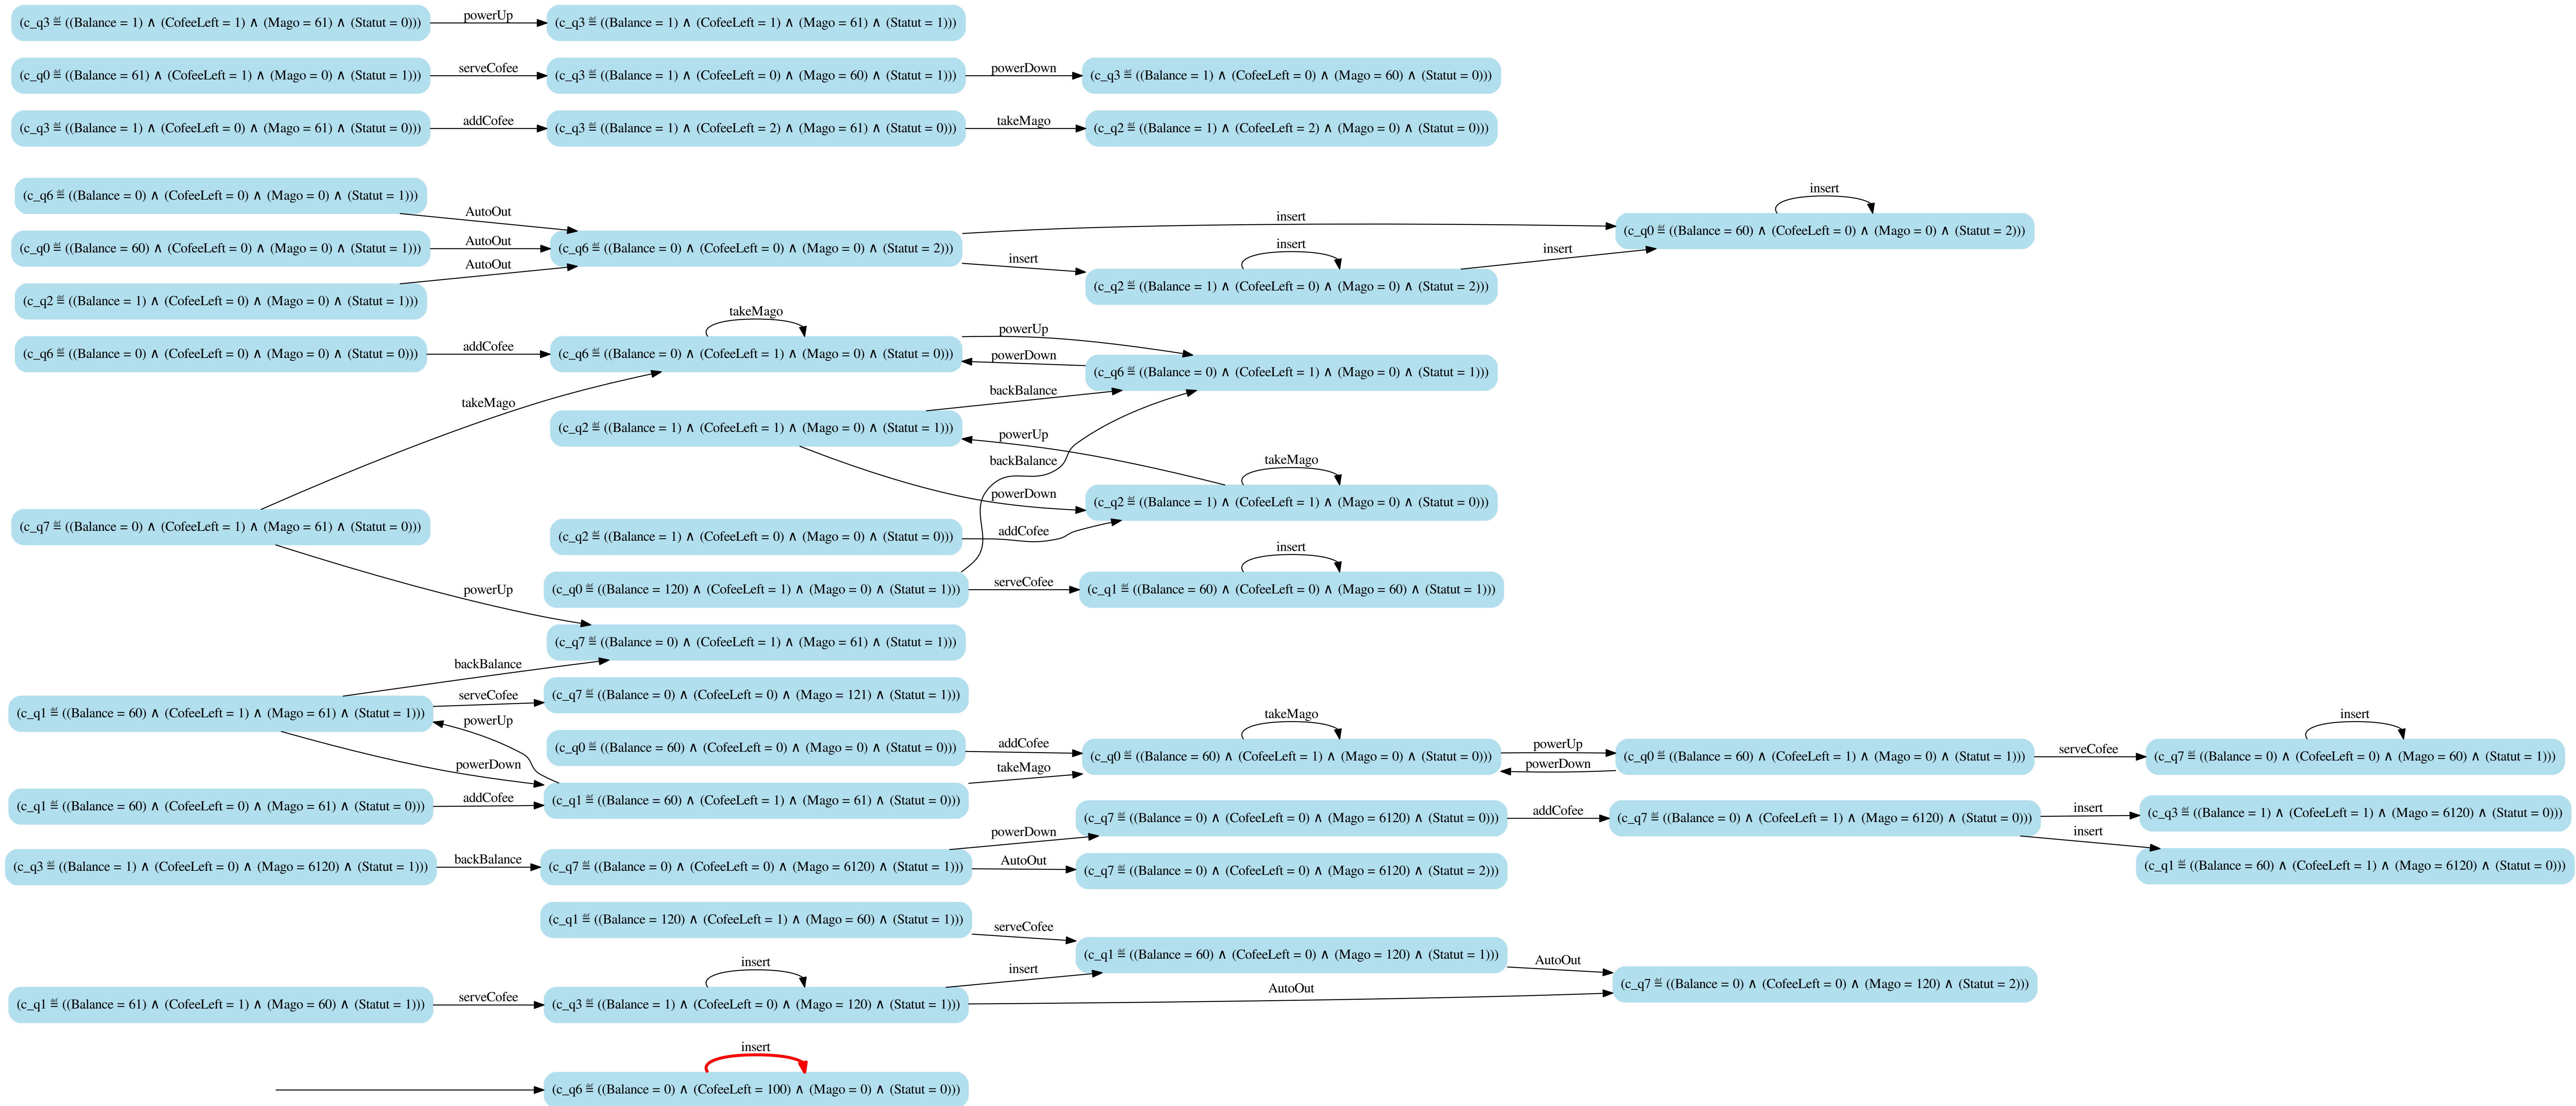 (c_q3 ≝ ((Balance = 1) ∧ (CofeeLeft = 1) ∧ (Mago = 61) ∧ (Statut = 0)))
powerUp
(c_q3 ≝ ((Balance = 1) ∧ (CofeeLeft = 1) ∧ (Mago = 61) ∧ (Statut = 1)))
(c_q0 ≝ ((Balance = 61) ∧ (CofeeLeft = 1) ∧ (Mago = 0) ∧ (Statut = 1)))
serveCofee
(c_q3 ≝ ((Balance = 1) ∧ (CofeeLeft = 0) ∧ (Mago = 60) ∧ (Statut = 1)))
powerDown
(c_q3 ≝ ((Balance = 1) ∧ (CofeeLeft = 0) ∧ (Mago = 60) ∧ (Statut = 0)))
(c_q3 ≝ ((Balance = 1) ∧ (CofeeLeft = 0) ∧ (Mago = 61) ∧ (Statut = 0)))
addCofee
(c_q3 ≝ ((Balance = 1) ∧ (CofeeLeft = 2) ∧ (Mago = 61) ∧ (Statut = 0)))
takeMago
(c_q2 ≝ ((Balance = 1) ∧ (CofeeLeft = 2) ∧ (Mago = 0) ∧ (Statut = 0)))
(c_q6 ≝ ((Balance = 0) ∧ (CofeeLeft = 0) ∧ (Mago = 0) ∧ (Statut = 1)))
AutoOut
insert
insert
(c_q0 ≝ ((Balance = 60) ∧ (CofeeLeft = 0) ∧ (Mago = 0) ∧ (Statut = 2)))
(c_q0 ≝ ((Balance = 60) ∧ (CofeeLeft = 0) ∧ (Mago = 0) ∧ (Statut = 1)))
AutoOut
(c_q6 ≝ ((Balance = 0) ∧ (CofeeLeft = 0) ∧ (Mago = 0) ∧ (Statut = 2)))
insert
insert
insert
AutoOut
(c_q2 ≝ ((Balance = 1) ∧ (CofeeLeft = 0) ∧ (Mago = 0) ∧ (Statut = 2)))
(c_q2 ≝ ((Balance = 1) ∧ (CofeeLeft = 0) ∧ (Mago = 0) ∧ (Statut = 1)))
takeMago
(c_q6 ≝ ((Balance = 0) ∧ (CofeeLeft = 0) ∧ (Mago = 0) ∧ (Statut = 0)))
addCofee
(c_q6 ≝ ((Balance = 0) ∧ (CofeeLeft = 1) ∧ (Mago = 0) ∧ (Statut = 0)))
powerUp
powerDown
(c_q6 ≝ ((Balance = 0) ∧ (CofeeLeft = 1) ∧ (Mago = 0) ∧ (Statut = 1)))
takeMago
backBalance
(c_q2 ≝ ((Balance = 1) ∧ (CofeeLeft = 1) ∧ (Mago = 0) ∧ (Statut = 1)))
powerUp
backBalance
takeMago
powerDown
(c_q2 ≝ ((Balance = 1) ∧ (CofeeLeft = 1) ∧ (Mago = 0) ∧ (Statut = 0)))
(c_q7 ≝ ((Balance = 0) ∧ (CofeeLeft = 1) ∧ (Mago = 61) ∧ (Statut = 0)))
(c_q2 ≝ ((Balance = 1) ∧ (CofeeLeft = 0) ∧ (Mago = 0) ∧ (Statut = 0)))
addCofee
insert
powerUp
(c_q0 ≝ ((Balance = 120) ∧ (CofeeLeft = 1) ∧ (Mago = 0) ∧ (Statut = 1)))
serveCofee
(c_q1 ≝ ((Balance = 60) ∧ (CofeeLeft = 0) ∧ (Mago = 60) ∧ (Statut = 1)))
(c_q7 ≝ ((Balance = 0) ∧ (CofeeLeft = 1) ∧ (Mago = 61) ∧ (Statut = 1)))
backBalance
(c_q1 ≝ ((Balance = 60) ∧ (CofeeLeft = 1) ∧ (Mago = 61) ∧ (Statut = 1)))
serveCofee
(c_q7 ≝ ((Balance = 0) ∧ (CofeeLeft = 0) ∧ (Mago = 121) ∧ (Statut = 1)))
powerUp
takeMago
insert
(c_q0 ≝ ((Balance = 60) ∧ (CofeeLeft = 0) ∧ (Mago = 0) ∧ (Statut = 0)))
addCofee
(c_q0 ≝ ((Balance = 60) ∧ (CofeeLeft = 1) ∧ (Mago = 0) ∧ (Statut = 0)))
powerUp
powerDown
(c_q0 ≝ ((Balance = 60) ∧ (CofeeLeft = 1) ∧ (Mago = 0) ∧ (Statut = 1)))
serveCofee
(c_q7 ≝ ((Balance = 0) ∧ (CofeeLeft = 0) ∧ (Mago = 60) ∧ (Statut = 1)))
powerDown
takeMago
(c_q1 ≝ ((Balance = 60) ∧ (CofeeLeft = 0) ∧ (Mago = 61) ∧ (Statut = 0)))
addCofee
(c_q1 ≝ ((Balance = 60) ∧ (CofeeLeft = 1) ∧ (Mago = 61) ∧ (Statut = 0)))
powerDown
(c_q7 ≝ ((Balance = 0) ∧ (CofeeLeft = 0) ∧ (Mago = 6120) ∧ (Statut = 0)))
addCofee
(c_q7 ≝ ((Balance = 0) ∧ (CofeeLeft = 1) ∧ (Mago = 6120) ∧ (Statut = 0)))
insert
(c_q3 ≝ ((Balance = 1) ∧ (CofeeLeft = 1) ∧ (Mago = 6120) ∧ (Statut = 0)))
insert
(c_q3 ≝ ((Balance = 1) ∧ (CofeeLeft = 0) ∧ (Mago = 6120) ∧ (Statut = 1)))
backBalance
(c_q7 ≝ ((Balance = 0) ∧ (CofeeLeft = 0) ∧ (Mago = 6120) ∧ (Statut = 1)))
AutoOut
(c_q7 ≝ ((Balance = 0) ∧ (CofeeLeft = 0) ∧ (Mago = 6120) ∧ (Statut = 2)))
(c_q1 ≝ ((Balance = 60) ∧ (CofeeLeft = 1) ∧ (Mago = 6120) ∧ (Statut = 0)))
(c_q1 ≝ ((Balance = 120) ∧ (CofeeLeft = 1) ∧ (Mago = 60) ∧ (Statut = 1)))
serveCofee
insert
insert
(c_q1 ≝ ((Balance = 60) ∧ (CofeeLeft = 0) ∧ (Mago = 120) ∧ (Statut = 1)))
AutoOut
(c_q1 ≝ ((Balance = 61) ∧ (CofeeLeft = 1) ∧ (Mago = 60) ∧ (Statut = 1)))
serveCofee
(c_q3 ≝ ((Balance = 1) ∧ (CofeeLeft = 0) ∧ (Mago = 120) ∧ (Statut = 1)))
AutoOut
(c_q7 ≝ ((Balance = 0) ∧ (CofeeLeft = 0) ∧ (Mago = 120) ∧ (Statut = 2)))
insert
(c_q6 ≝ ((Balance = 0) ∧ (CofeeLeft = 100) ∧ (Mago = 0) ∧ (Statut = 0)))